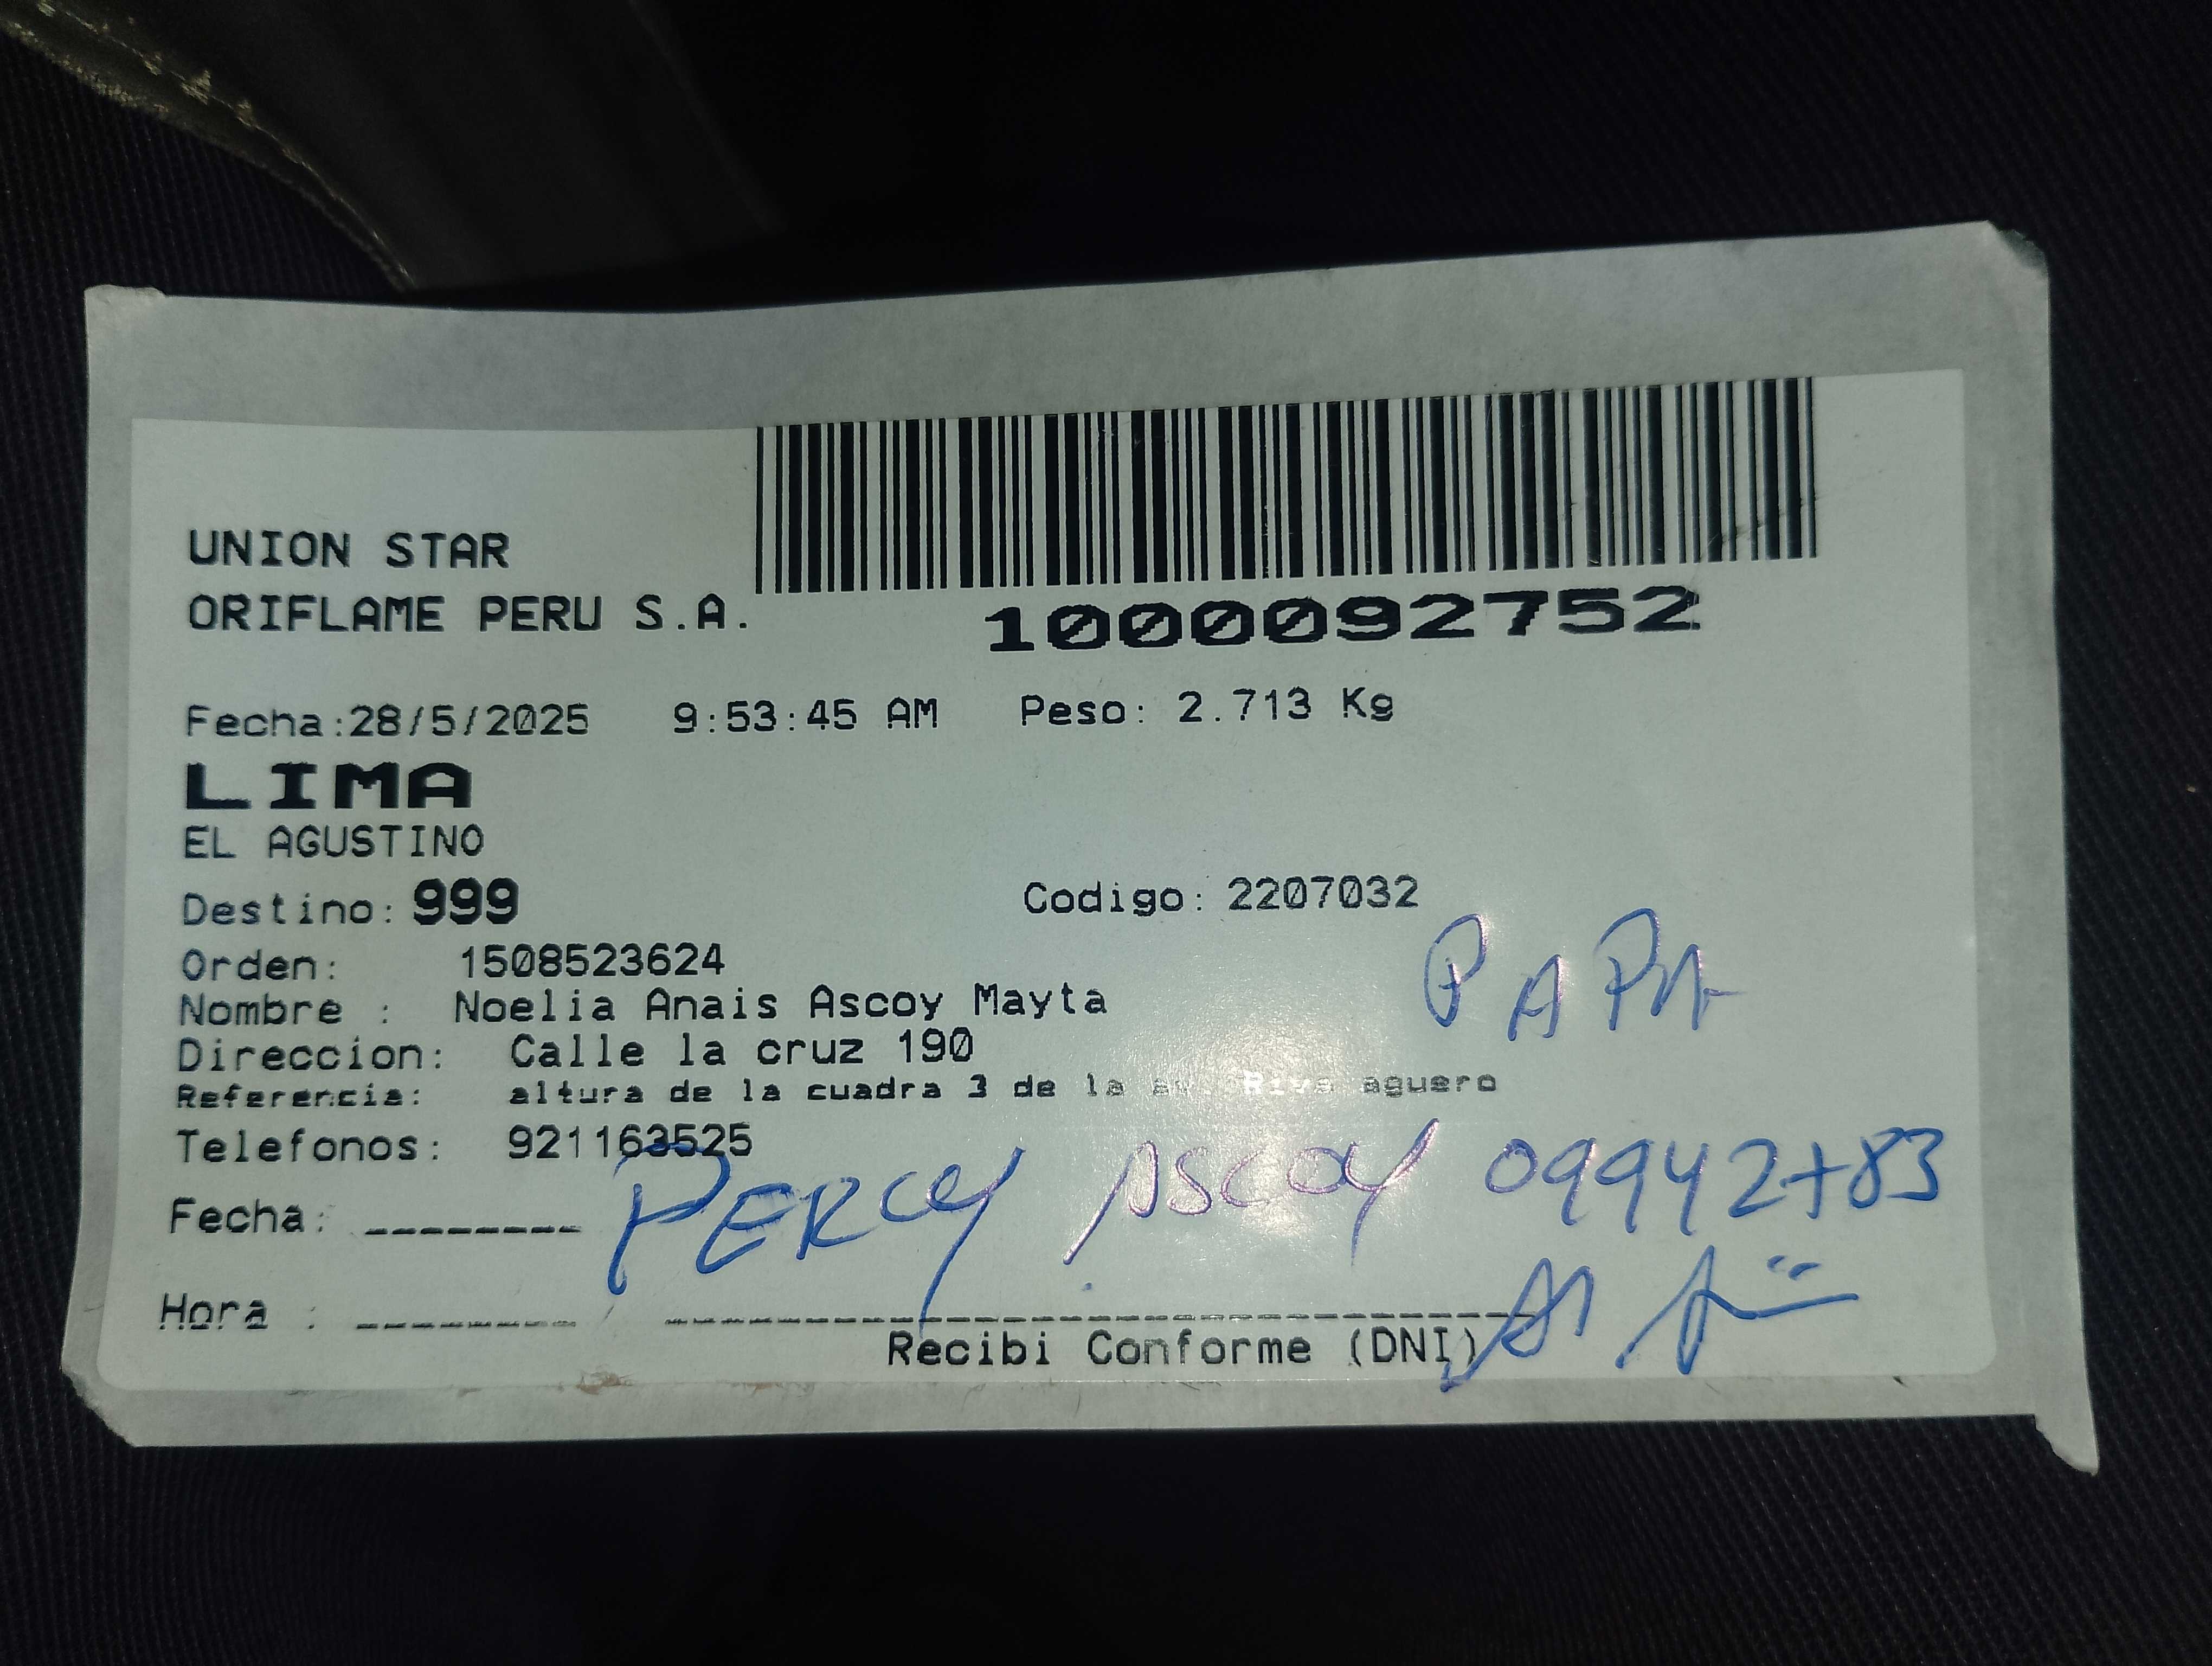 UNION STAR
ORIFLAME PERU S.A.
1000092752
Fecha:28/5/2025 9:53:45 AM Peso: 2.713 Kg
LIMA
EL AGUSTINO
Destino: 999 Codigo: 2207032
Orden: 1508523624
PAPA
Nombre : Noelia Anais Ascoy Mayta
Direccion: Calle la cruz 190
Referencia: altura de la cuadra 3 de la av. Riva aguero
Telefonos: 921163525
PERCY ASCOY 09942783
Fecha: --------
Hora : --------
Recibi Conforme (DNI)